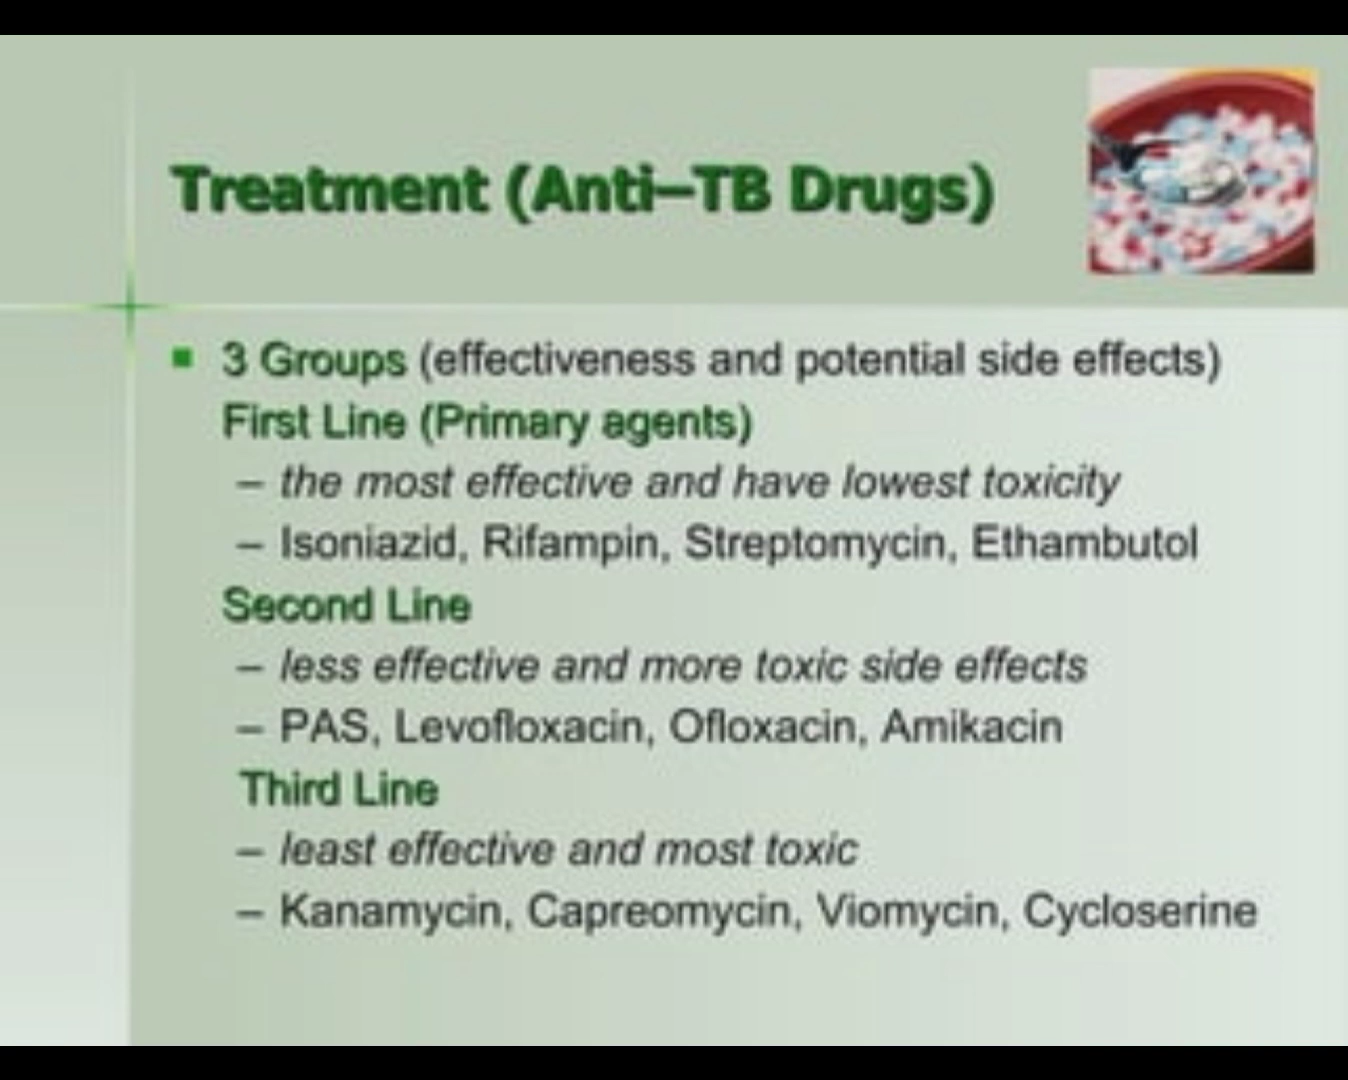 Treatment (Anti–TB Drugs)
3 Groups (effectiveness and potential side effects)
First Line (Primary agents)
– the most effective and have lowest toxicity
– Isoniazid, Rifampin, Streptomycin, Ethambutol
Second Line
– less effective and more toxic side effects
– PAS, Levofloxacin, Ofloxacin, Amikacin
Third Line
– least effective and most toxic
– Kanamycin, Capreomycin, Viomycin, Cycloserine